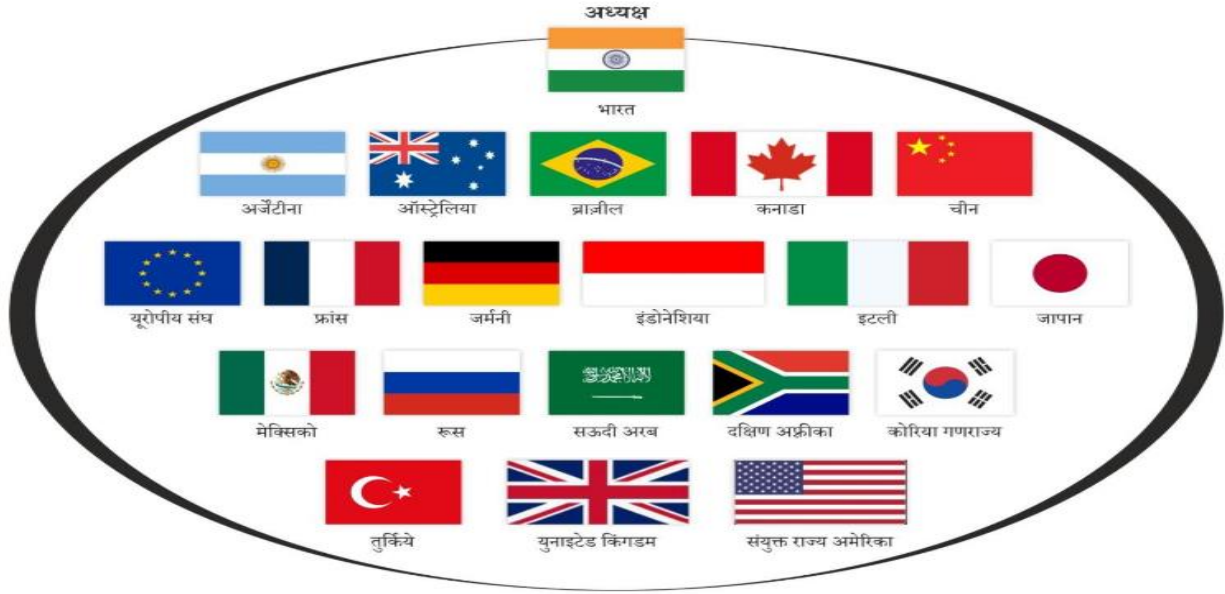 अध्यक्ष
भारत
अर्जेंटीना ऑस्ट्रेलिया ब्राज़ील कनाडा चीन
यूरोपीय संघ फ्रांस जर्मनी इंडोनेशिया इटली जापान
मेक्सिको रूस सऊदी अरब दक्षिण अफ़्रीका कोरिया गणराज्य
तुर्किये युनाइटेड किंगडम संयुक्त राज्य अमेरिका